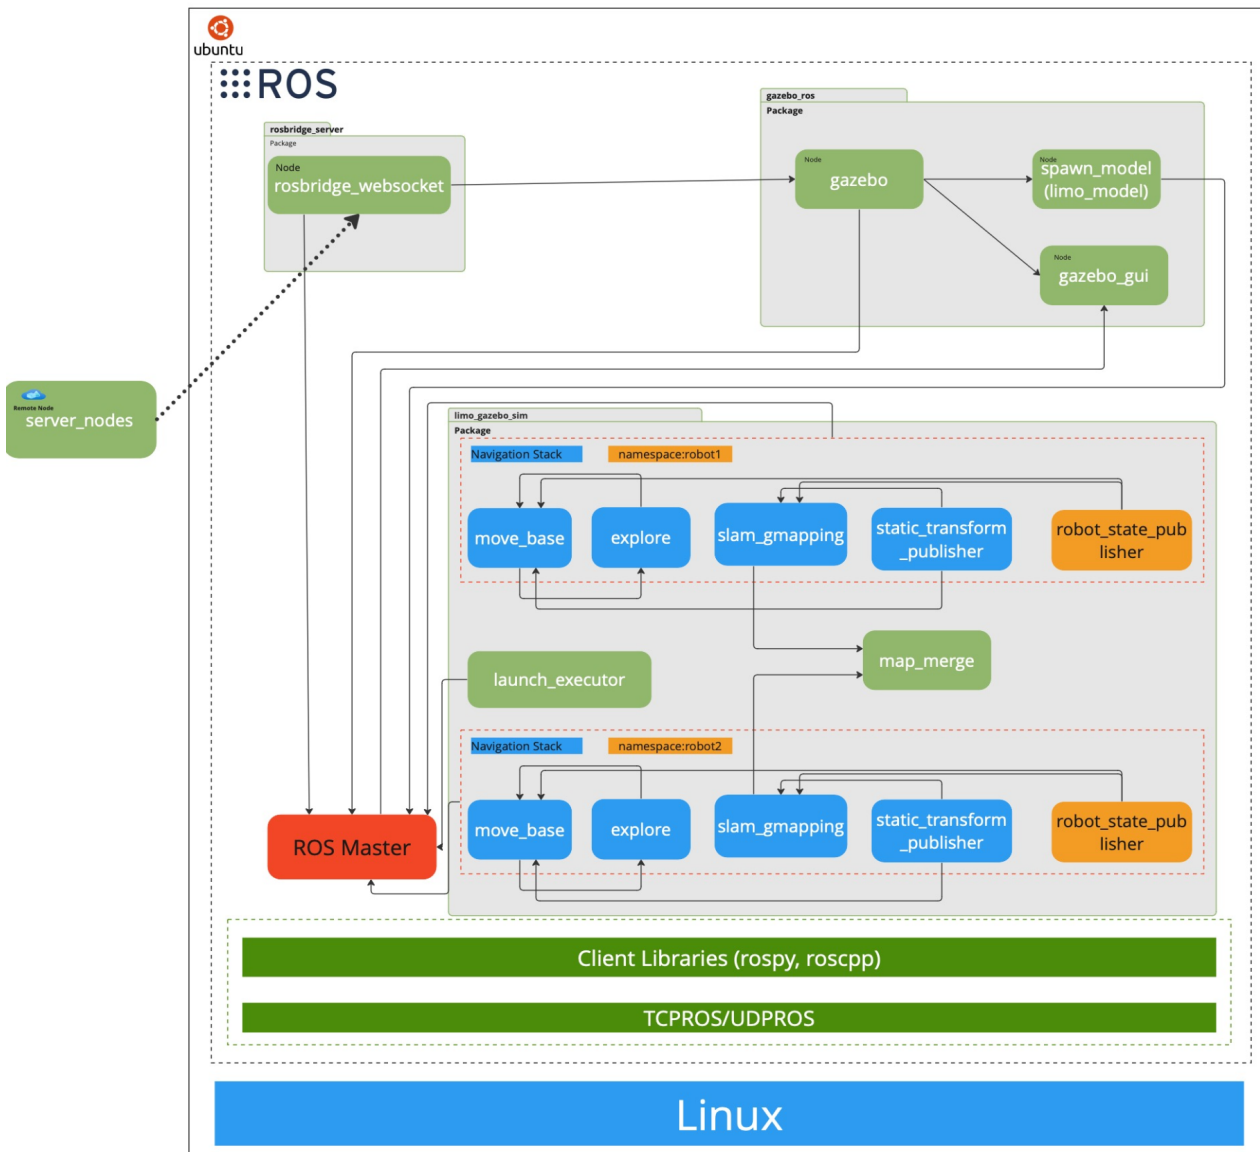 ubuntu
ROS
rosbridge_server
Package
Node
rosbridge_websocket
gazebo_ros
Package
Node
gazebo
Node
spawn_model
(limo_model)
Node
gazebo_gui
Remote Node
server_nodes
limo_gazebo_sim
Package
Navigation Stack
namespace:robot1
move_base
explore
slam_gmapping
static_transform
_publisher
robot_state_pub
lisher
map_merge
launch_executor
Navigation Stack
namespace:robot2
move_base
explore
slam_gmapping
static_transform
_publisher
robot_state_pub
lisher
ROS Master
Client Libraries (rospy, roscpp)
TCPROS/UDPROS
Linux